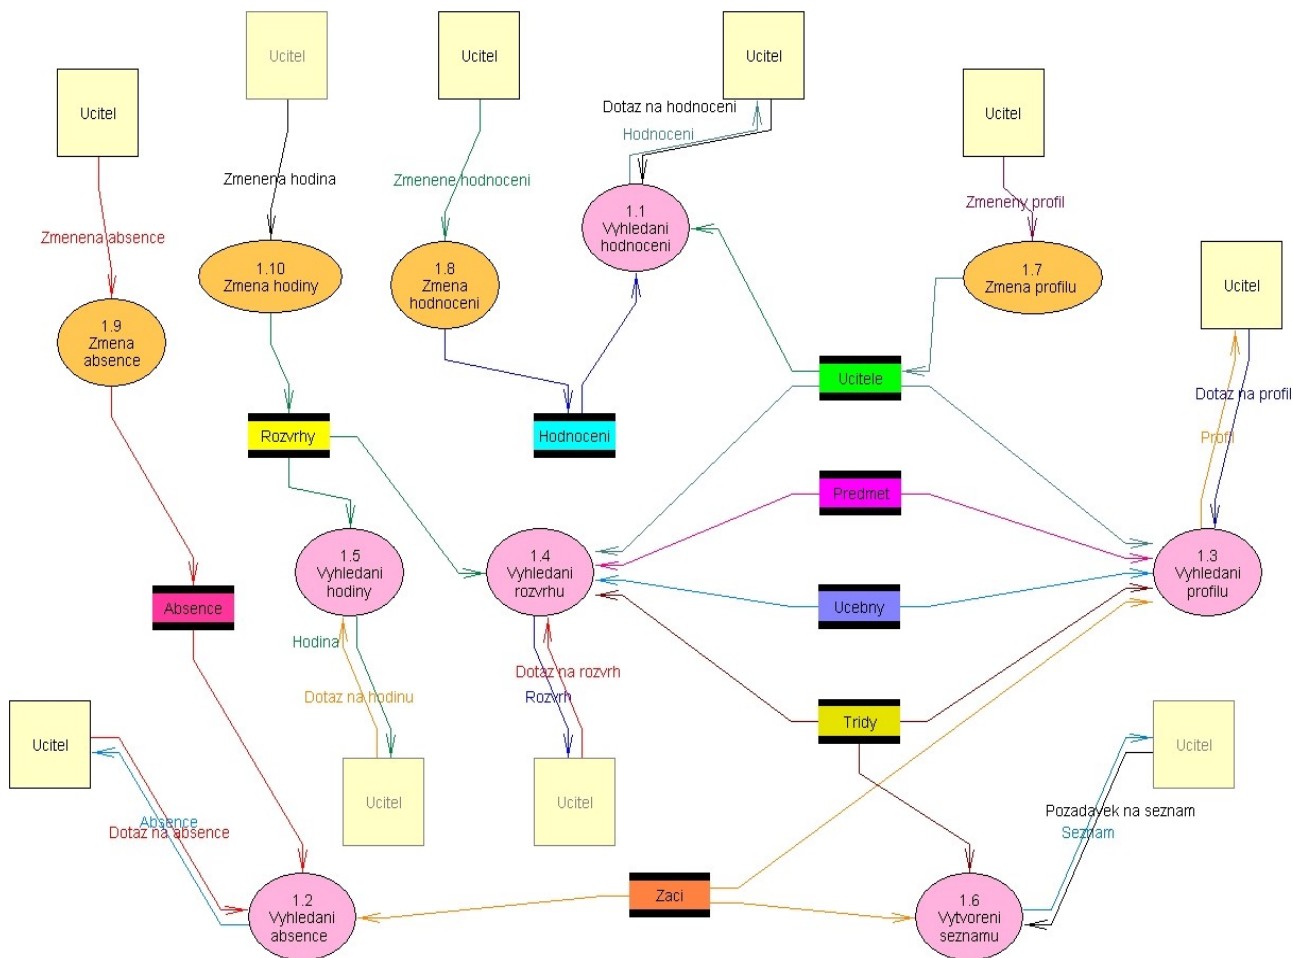 Ucitel
Ucitel
Ucitel
Ucitel
Ucitel
Ucitel
Dotaz na hodnoceni
Hodnoceni
Zmenena hodina
Zmenene hodnoceni
Zmeneny profil
Zmenena absence
1.1
Vyhledani
hodnoceni
1.10
Zmena hodiny
1.8
Zmena
hodnoceni
1.7
Zmena profilu
Ucitel
1.9
Zmena
absence
Ucitele
Dotaz na profil
Profil
Rozvrhy
Hodnoceni
Predmet
1.5
Vyhledani
hodiny
1.4
Vyhledani
rozvrhu
1.3
Vyhledani
profilu
Absence
Ucebny
Hodina
Dotaz na rozvrh
Dotaz na hodinu
Rozvrh
Tridy
Ucitel
Ucitel
Ucitel
Ucitel
Absence
Dotaz na absence
Pozadavek na seznam
Seznam
Zaci
1.2
Vyhledani
absence
1.6
Vytvoreni
seznamu